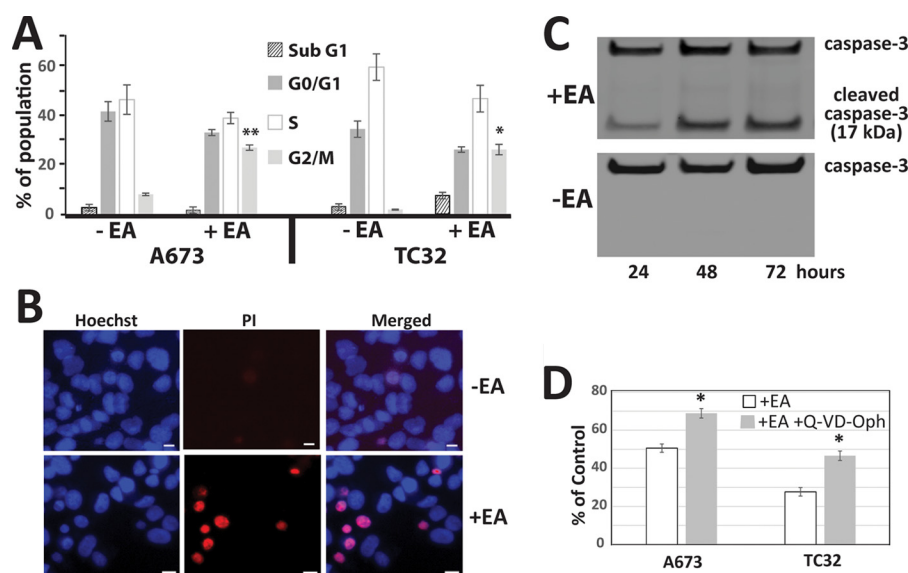 A
% of population
60
40
20
0
Sub G1
G0/G1
S
G2/M
**
*
- EA
+ EA
- EA
+ EA
A673
TC32
B
Hoechst
PI
Merged
-EA
+EA
C
+EA
-EA
caspase-3
cleaved
caspase-3
(17 kDa)
caspase-3
24 48 72 hours
D
% of Control
80
60
40
20
0
+EA
+EA +Q-VD-Oph
*
*
A673
TC32